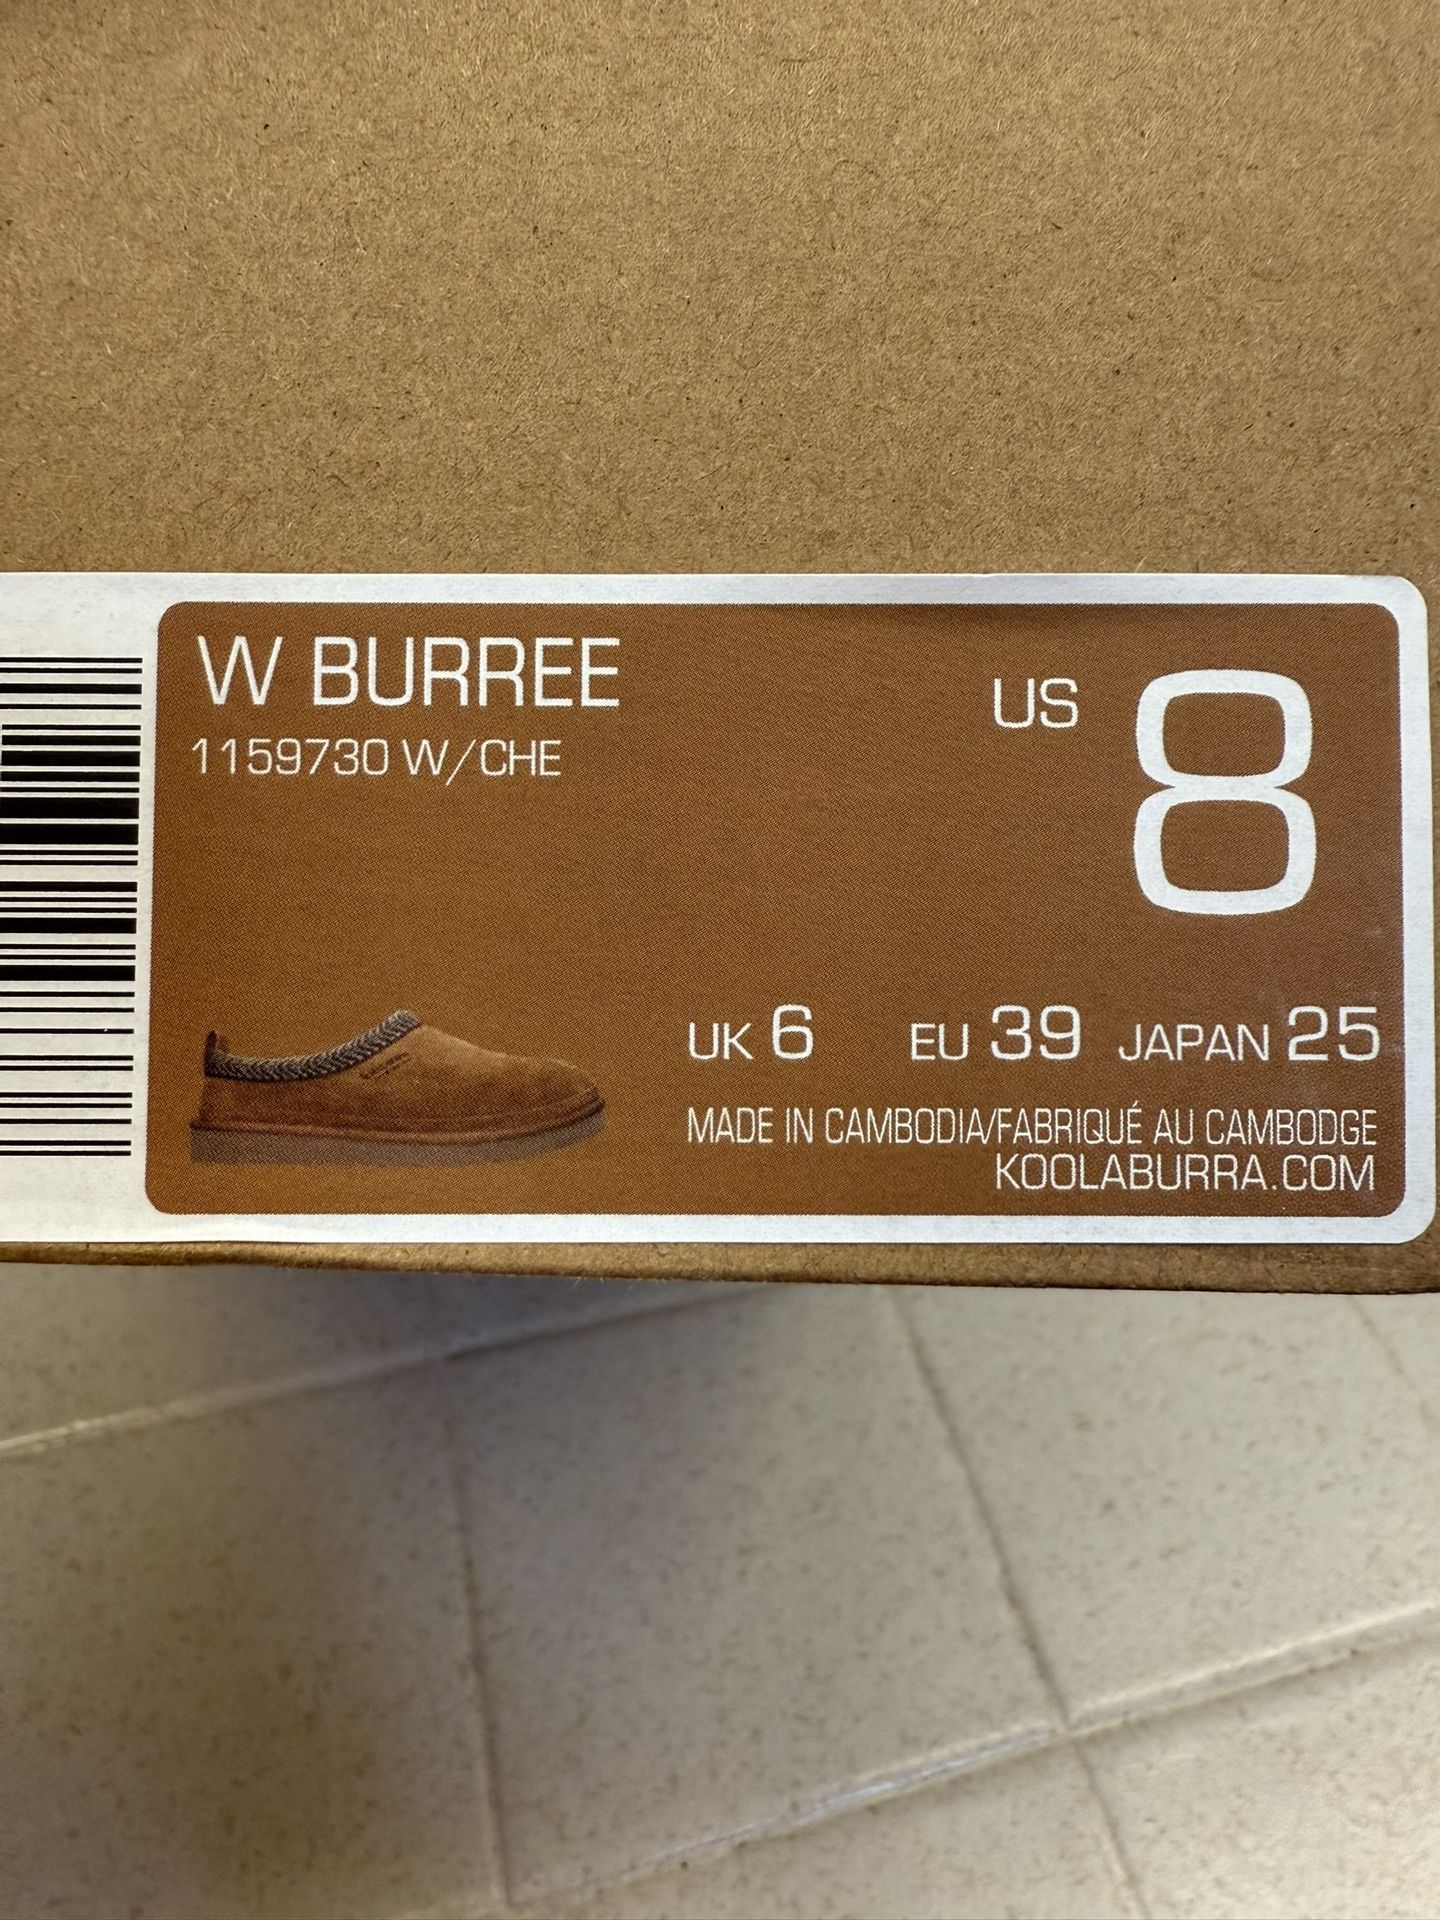 W BURREE
1159730 W/CHE
US 8
UK 6 EU 39 JAPAN 25
MADE IN CAMBODIA/FABRIQUÉ AU CAMBODGE
KOOLABURRA.COM